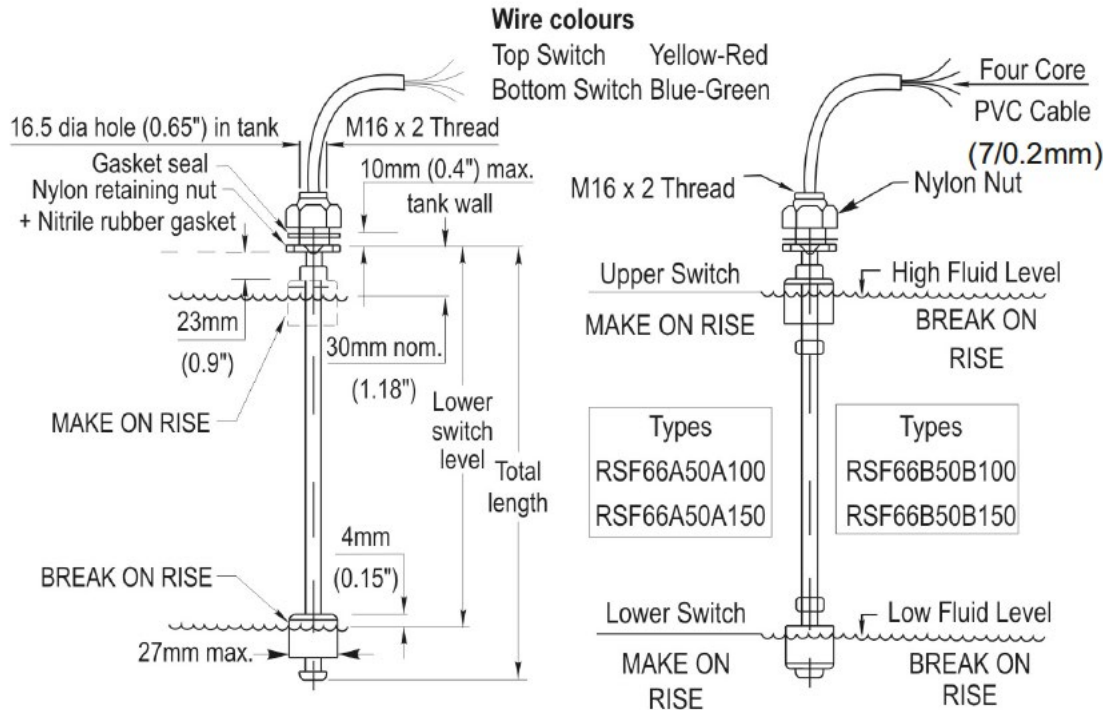 Wire colours
Top Switch Yellow-Red
Bottom Switch Blue-Green
16.5 dia hole (0.65") in tank
M16 x 2 Thread
Gasket seal
Nylon retaining nut
+ Nitrile rubber gasket
10mm (0.4") max.
tank wall
23mm
(0.9")
30mm nom.
(1.18")
MAKE ON RISE
Lower
switch
level
Total
length
4mm
(0.15")
BREAK ON RISE
27mm max.
Four Core
PVC Cable
(7/0.2mm)
M16 x 2 Thread
Nylon Nut
Upper Switch
High Fluid Level
MAKE ON RISE
BREAK ON
RISE
Types
RSF66A50A100
RSF66A50A150
Types
RSF66B50B100
RSF66B50B150
Lower Switch
Low Fluid Level
MAKE ON
RISE
BREAK ON
RISE